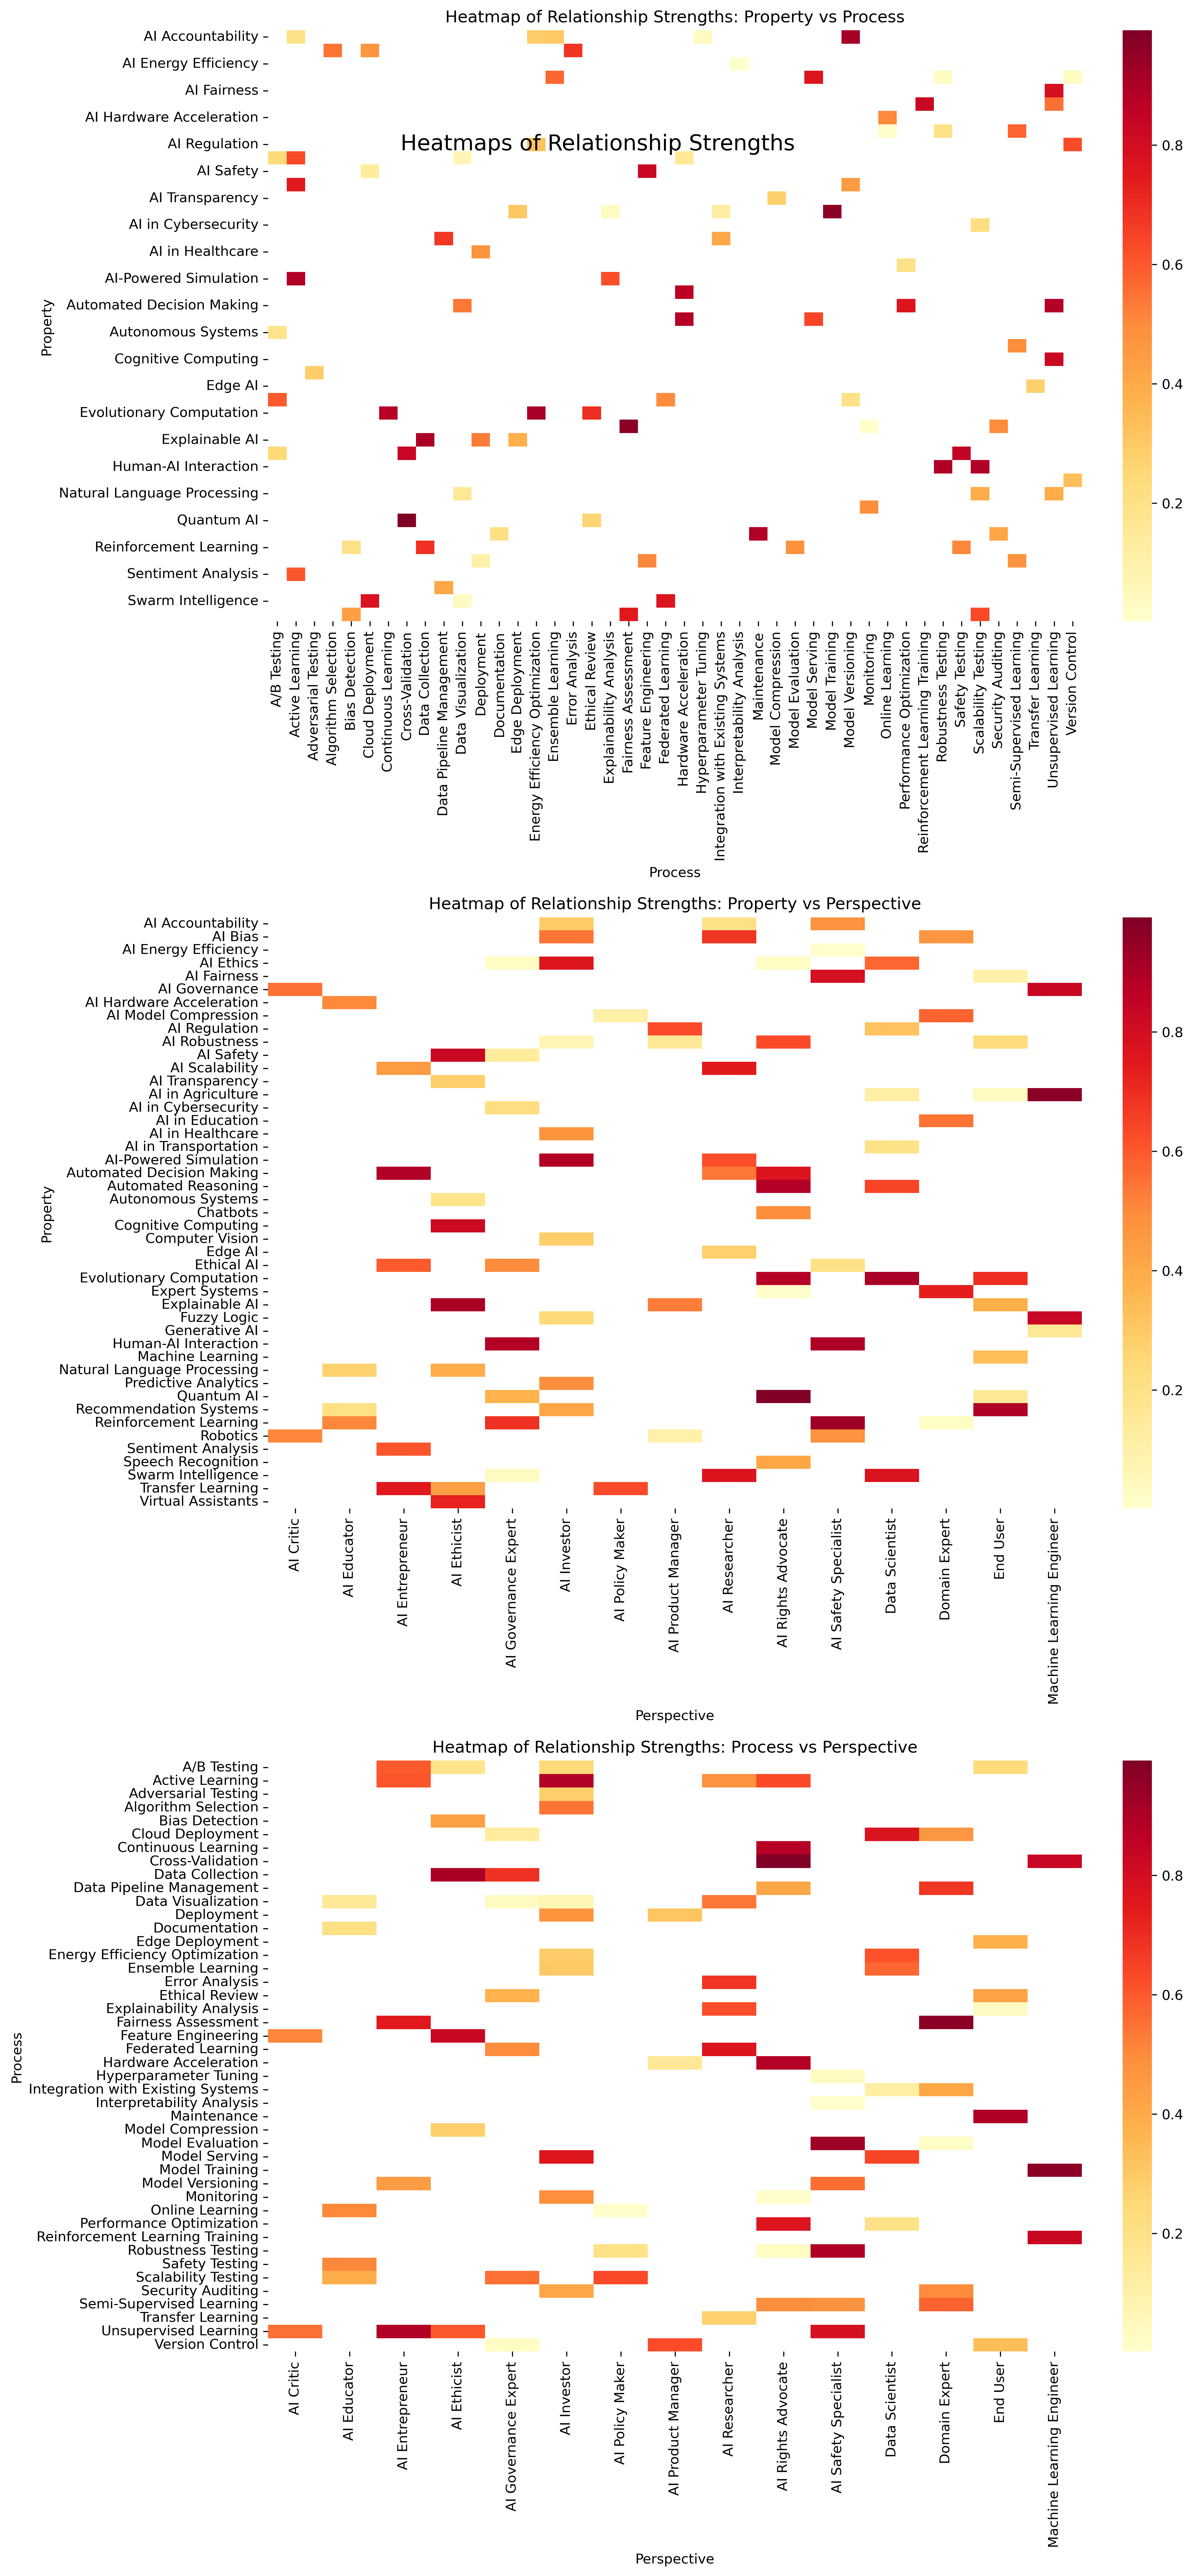 Heatmap of Relationship Strengths: Property vs Process
AI Accountability
AI Energy Efficiency
AI Fairness
AI Hardware Acceleration
AI Regulation
Heatmaps of Relationship Strengths
AI Safety
AI Transparency
AI in Cybersecurity
AI in Healthcare
AI-Powered Simulation
Automated Decision Making
Autonomous Systems
Cognitive Computing
Edge AI
Evolutionary Computation
Explainable AI
Human-AI Interaction
Natural Language Processing
Quantum AI
Reinforcement Learning
Sentiment Analysis
Swarm Intelligence
Property
0.8
0.6
0.4
0.2
A/B Testing
Active Learning
Adversarial Testing
Algorithm Selection
Bias Detection
Cloud Deployment
Continuous Learning
Cross-Validation
Data Collection
Data Pipeline Management
Data Visualization
Deployment
Documentation
Edge Deployment
Energy Efficiency Optimization
Ensemble Learning
Error Analysis
Ethical Review
Explainability Analysis
Fairness Assessment
Feature Engineering
Federated Learning
Hardware Acceleration
Hyperparameter Tuning
Integration with Existing Systems
Interpretability Analysis
Maintenance
Model Compression
Model Evaluation
Model Serving
Model Training
Model Versioning
Monitoring
Online Learning
Performance Optimization
Reinforcement Learning Training
Robustness Testing
Safety Testing
Scalability Testing
Security Auditing
Semi-Supervised Learning
Transfer Learning
Unsupervised Learning
Version Control
Process
Heatmap of Relationship Strengths: Property vs Perspective
AI Accountability
AI Bias
AI Energy Efficiency
AI Ethics
AI Fairness
AI Governance
AI Hardware Acceleration
AI Model Compression
AI Regulation
AI Robustness
AI Safety
AI Scalability
AI Transparency
AI in Agriculture
AI in Cybersecurity
AI in Education
AI in Healthcare
AI in Transportation
AI-Powered Simulation
Automated Decision Making
Automated Reasoning
Autonomous Systems
Chatbots
Cognitive Computing
Computer Vision
Edge AI
Ethical AI
Evolutionary Computation
Expert Systems
Explainable AI
Fuzzy Logic
Generative AI
Human-AI Interaction
Machine Learning
Natural Language Processing
Predictive Analytics
Quantum AI
Recommendation Systems
Reinforcement Learning
Robotics
Sentiment Analysis
Speech Recognition
Swarm Intelligence
Transfer Learning
Virtual Assistants
Property
0.8
0.6
0.4
0.2
AI Critic
AI Educator
AI Entrepreneur
AI Ethicist
AI Governance Expert
AI Investor
AI Policy Maker
AI Product Manager
AI Researcher
AI Rights Advocate
AI Safety Specialist
Data Scientist
Domain Expert
End User
Machine Learning Engineer
Perspective
Heatmap of Relationship Strengths: Process vs Perspective
A/B Testing
Active Learning
Adversarial Testing
Algorithm Selection
Bias Detection
Cloud Deployment
Continuous Learning
Cross-Validation
Data Collection
Data Pipeline Management
Data Visualization
Deployment
Documentation
Edge Deployment
Energy Efficiency Optimization
Ensemble Learning
Error Analysis
Ethical Review
Explainability Analysis
Fairness Assessment
Feature Engineering
Federated Learning
Hardware Acceleration
Hyperparameter Tuning
Integration with Existing Systems
Interpretability Analysis
Maintenance
Model Compression
Model Evaluation
Model Serving
Model Training
Model Versioning
Monitoring
Online Learning
Performance Optimization
Reinforcement Learning Training
Robustness Testing
Safety Testing
Scalability Testing
Security Auditing
Semi-Supervised Learning
Transfer Learning
Unsupervised Learning
Version Control
Process
0.8
0.6
0.4
0.2
AI Critic
AI Educator
AI Entrepreneur
AI Ethicist
AI Governance Expert
AI Investor
AI Policy Maker
AI Product Manager
AI Researcher
AI Rights Advocate
AI Safety Specialist
Data Scientist
Domain Expert
End User
Machine Learning Engineer
Perspective